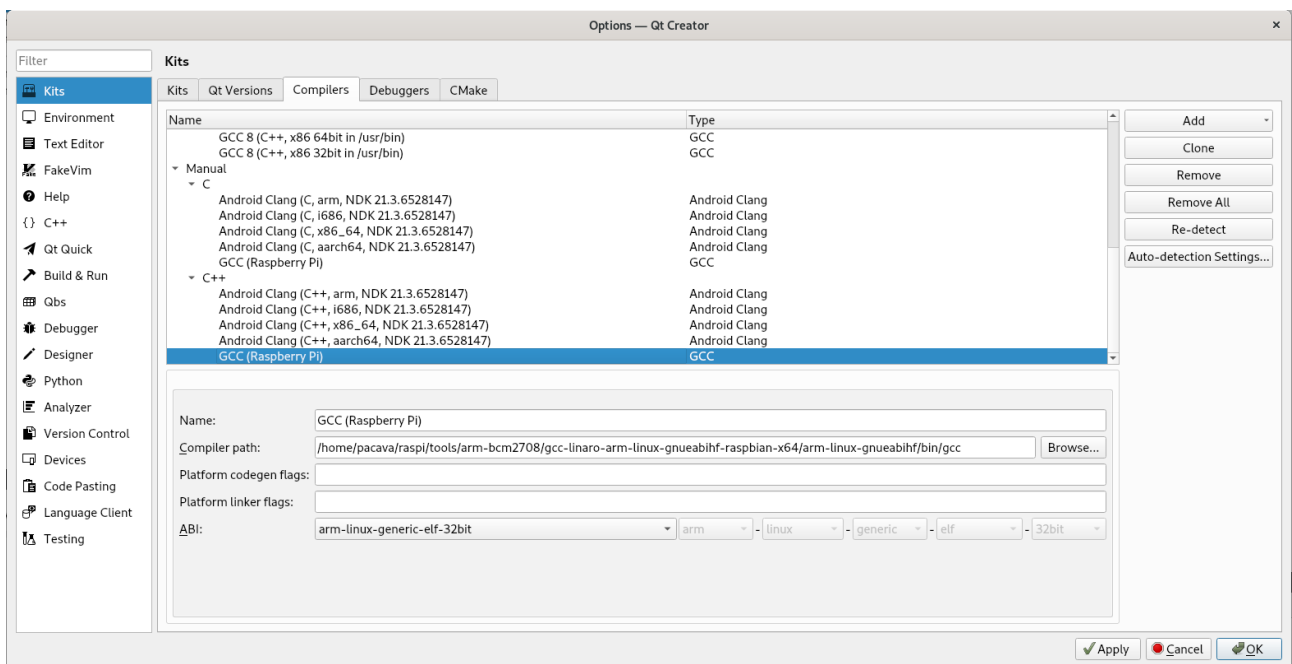 Options — Qt Creator
Filter
Kits
Kits
Environment
Text Editor
FakeVim
Help
{} C++
Qt Quick
Build & Run
Qbs
Debugger
Designer
Python
Analyzer
Version Control
Devices
Code Pasting
Language Client
Testing
Kits Qt Versions Compilers Debuggers CMake
Name Type
GCC 8 (C++, x86 64bit in /usr/bin) GCC
GCC 8 (C++, x86 32bit in /usr/bin) GCC
Manual
C
Android Clang (C, arm, NDK 21.3.6528147) Android Clang
Android Clang (C, i686, NDK 21.3.6528147) Android Clang
Android Clang (C, x86_64, NDK 21.3.6528147) Android Clang
Android Clang (C, aarch64, NDK 21.3.6528147) Android Clang
GCC (Raspberry Pi) GCC
C++
Android Clang (C++, arm, NDK 21.3.6528147) Android Clang
Android Clang (C++, i686, NDK 21.3.6528147) Android Clang
Android Clang (C++, x86_64, NDK 21.3.6528147) Android Clang
Android Clang (C++, aarch64, NDK 21.3.6528147) Android Clang
GCC (Raspberry Pi) GCC
Add
Clone
Remove
Remove All
Re-detect
Auto-detection Settings...
Name: GCC (Raspberry Pi)
Compiler path: /home/pacava/raspi/tools/arm-bcm2708/gcc-linaro-arm-linux-gnueabihf-raspbian-x64/arm-linux-gnueabihf/bin/gcc Browse...
Platform codegen flags:
Platform linker flags:
ABI: arm-linux-generic-elf-32bit arm - linux - generic - elf - 32bit
Apply Cancel OK